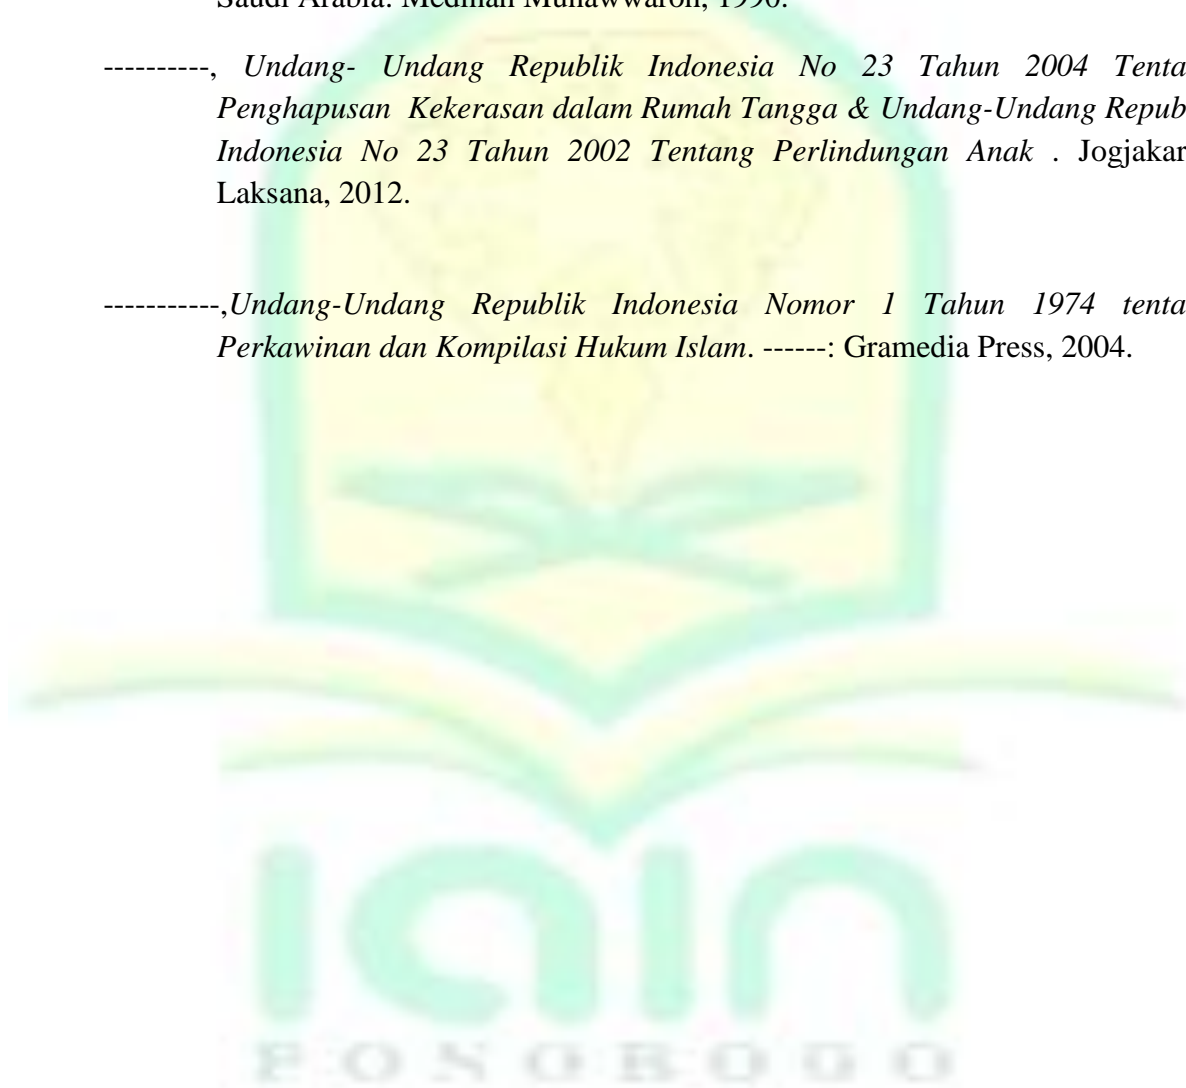 Saudi Arabia: Medinah Munawwaroh, 1990.
----------, Undang- Undang Republik Indonesia No 23 Tahun 2004 Tenta
Penghapusan Kekerasan dalam Rumah Tangga & Undang-Undang Repub
Indonesia No 23 Tahun 2002 Tentang Perlindungan Anak . Jogjakar
Laksana, 2012.
-----------,Undang-Undang Republik Indonesia Nomor 1 Tahun 1974 tenta
Perkawinan dan Kompilasi Hukum Islam. ------: Gramedia Press, 2004.
iain
PONOROGO